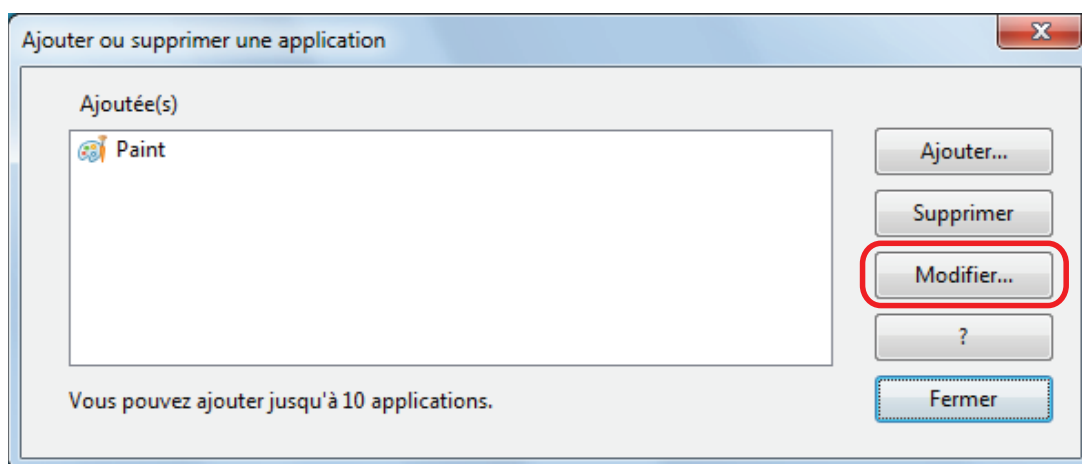 Ajouter ou supprimer une application
Ajoutée(s)
Paint
Ajouter...
Supprimer
Modifier...
?
Fermer
Vous pouvez ajouter jusqu'à 10 applications.